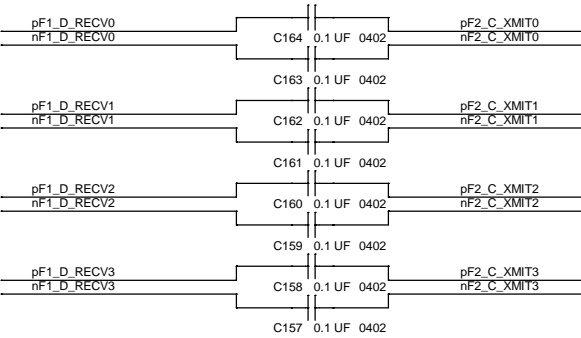 pF1_D_RECV0 pF2_C_XMIT0
nF1_D_RECV0 C164 0.1 UF 0402 nF2_C_XMIT0
C163 0.1 UF 0402
pF1_D_RECV1 pF2_C_XMIT1
nF1_D_RECV1 C162 0.1 UF 0402 nF2_C_XMIT1
C161 0.1 UF 0402
pF1_D_RECV2 pF2_C_XMIT2
nF1_D_RECV2 C160 0.1 UF 0402 nF2_C_XMIT2
C159 0.1 UF 0402
pF1_D_RECV3 pF2_C_XMIT3
nF1_D_RECV3 C158 0.1 UF 0402 nF2_C_XMIT3
C157 0.1 UF 0402